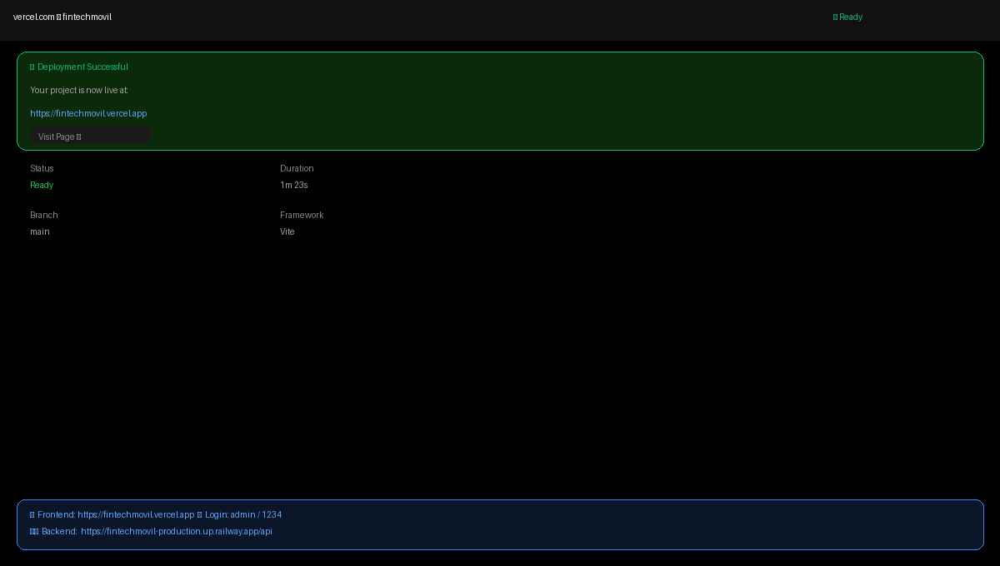 vercel.com fintechmovil
Ready
Deployment Successful
Your project is now live at:
https://fintechmovil.vercel.app
Visit Page
Status
Duration
Ready
1m 23s
Branch
Framework
main
Vite
Frontend: https://fintechmovil.vercel.app Login: admin / 1234
Backend: https://fintechmovil-production.up.railway.app/api